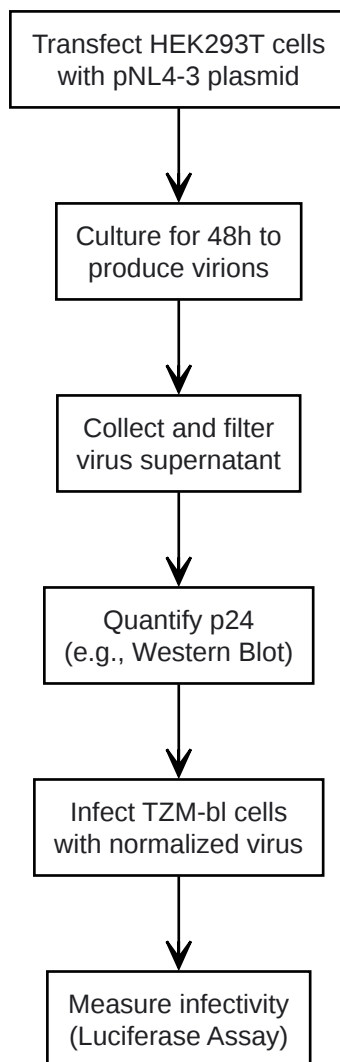 Transfect HEK293T cells
with pNL4-3 plasmid
Culture for 48h to
produce virions
Collect and filter
virus supernatant
Quantify p24
(e.g., Western Blot)
Infect TZM-bl cells
with normalized virus
Measure infectivity
(Luciferase Assay)